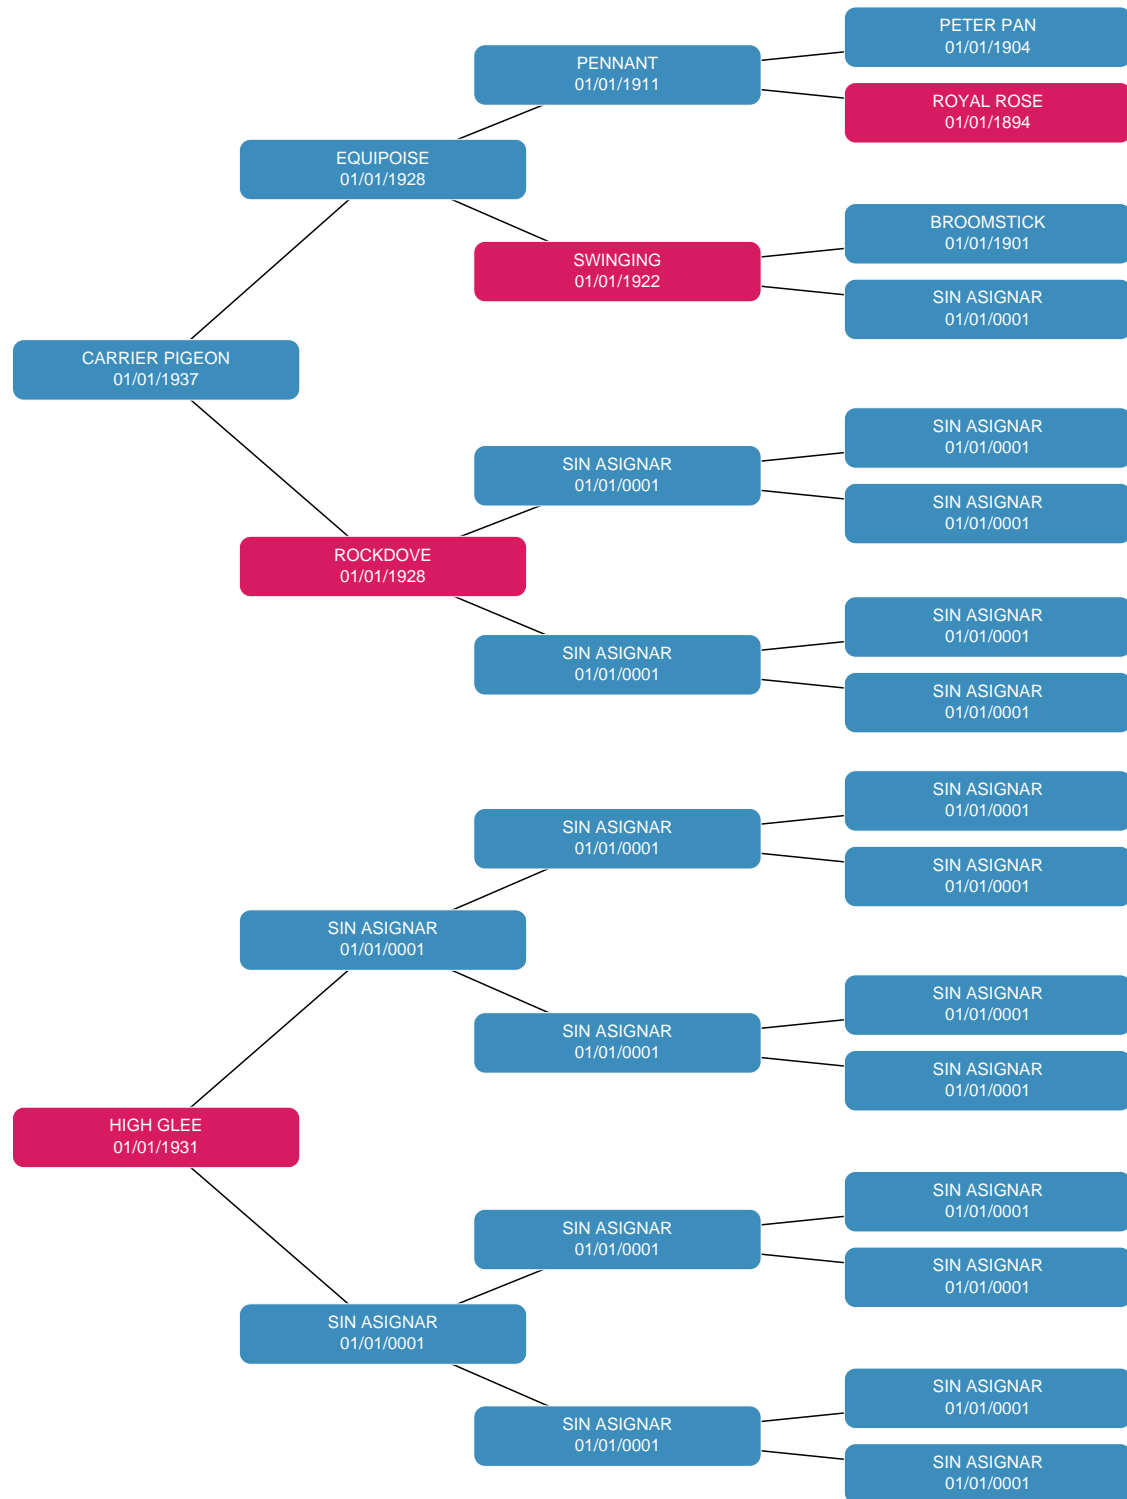 PETER PAN
01/01/1904
PENNANT
01/01/1911
ROYAL ROSE
01/01/1894
EQUIPOISE
01/01/1928
BROOMSTICK
01/01/1901
SWINGING
01/01/1922
SIN ASIGNAR
01/01/0001
CARRIER PIGEON
01/01/1937
SIN ASIGNAR
01/01/0001
SIN ASIGNAR
01/01/0001
SIN ASIGNAR
01/01/0001
ROCKDOVE
01/01/1928
SIN ASIGNAR
01/01/0001
SIN ASIGNAR
01/01/0001
SIN ASIGNAR
01/01/0001
SIN ASIGNAR
01/01/0001
SIN ASIGNAR
01/01/0001
SIN ASIGNAR
01/01/0001
SIN ASIGNAR
01/01/0001
SIN ASIGNAR
01/01/0001
SIN ASIGNAR
01/01/0001
SIN ASIGNAR
01/01/0001
HIGH GLEE
01/01/1931
SIN ASIGNAR
01/01/0001
SIN ASIGNAR
01/01/0001
SIN ASIGNAR
01/01/0001
SIN ASIGNAR
01/01/0001
SIN ASIGNAR
01/01/0001
SIN ASIGNAR
01/01/0001
SIN ASIGNAR
01/01/0001